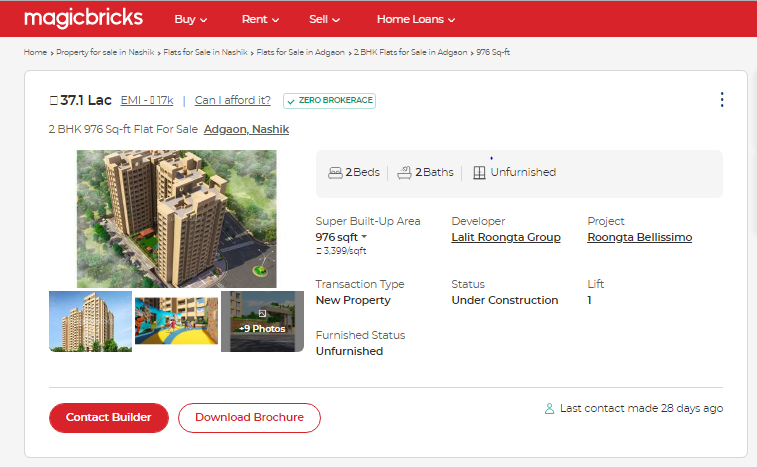 magicbricks Buy Rent Sell Home Loans
Home > Property for sale in Nashik > Flats for Sale in Nashik > Flats for Sale in Adgaon > 2 BHK Flats for Sale in Adgaon > 976 Sq-ft
37.1 Lac EMI - 17k | Can I afford it? ZERO BROKERAGE
2 BHK 976 Sq-ft Flat For Sale Adgaon, Nashik
2 Beds 2 Baths Unfurnished
Super Built-Up Area Developer Project
976 sqft Lalit Roongta Group Roongta Bellissimo
3,399/sqft
Transaction Type Status Lift
New Property Under Construction 1
+9 Photos
Furnished Status
Unfurnished
Contact Builder Download Brochure Last contact made 28 days ago